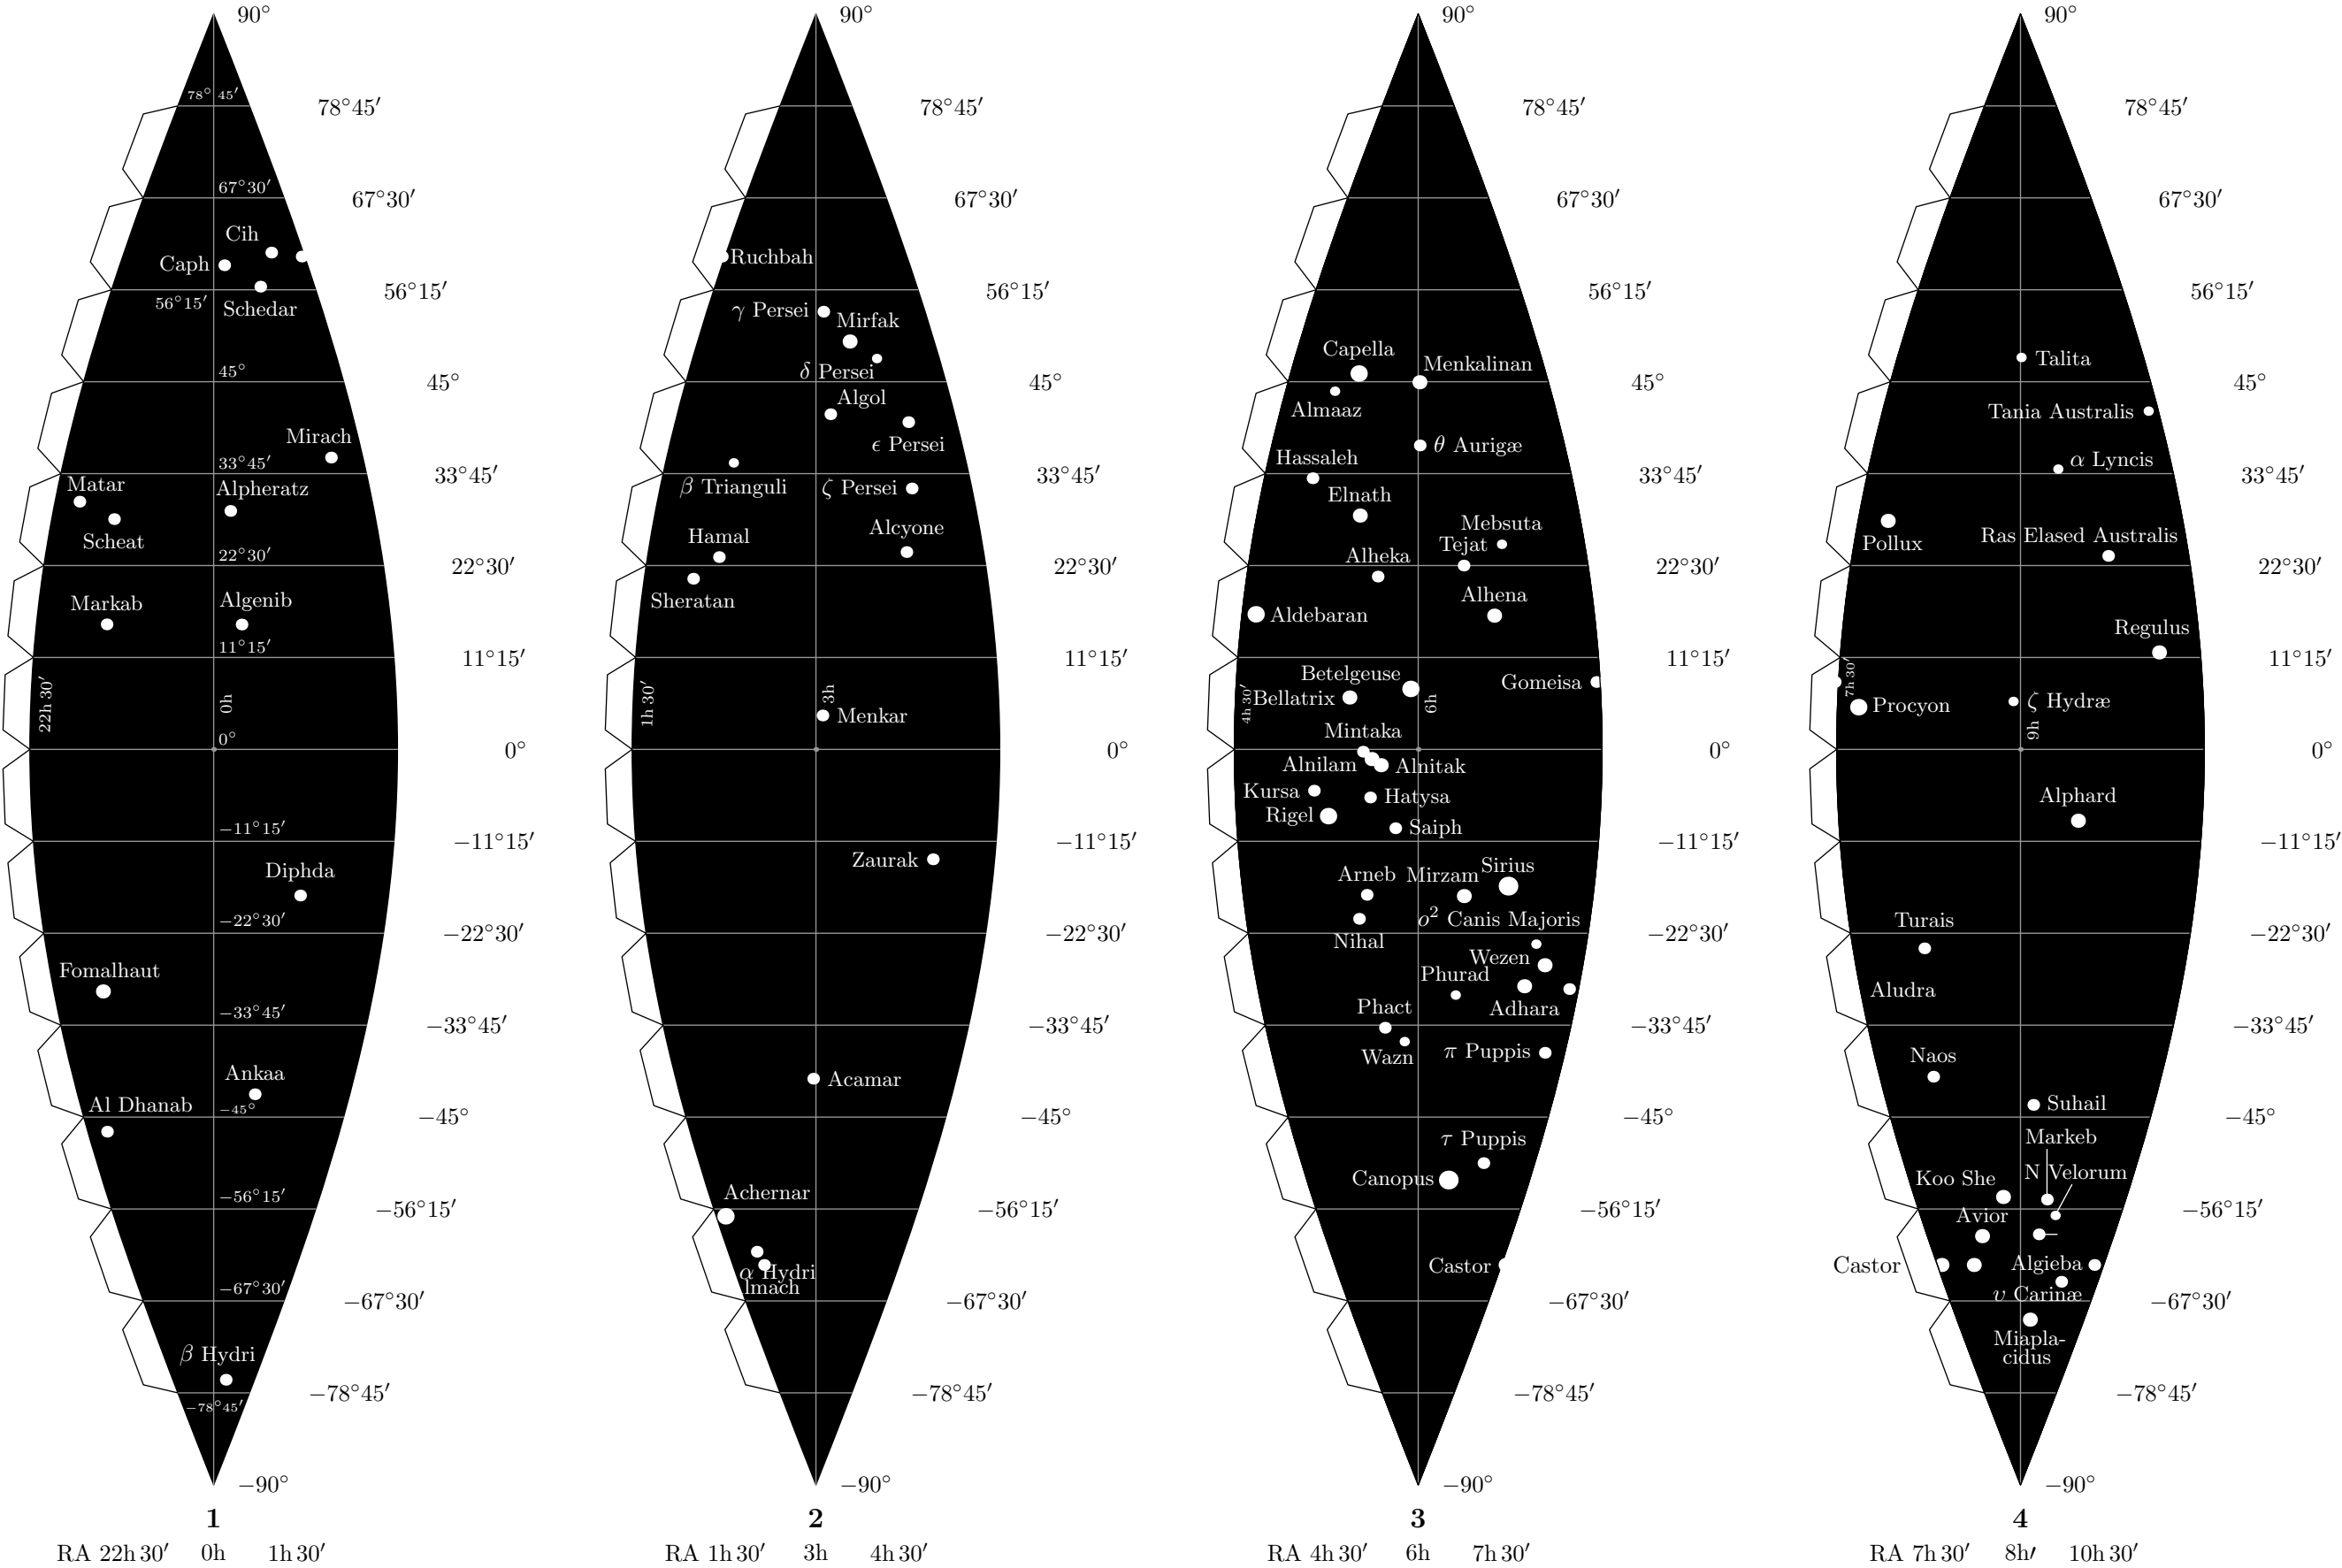 90°
78° 45′
78°45′
67°30′
67°30′
Cih
Caph
56°15′
Schedar
56°15′
45°
45°
Mirach
33°45′
33°45′
Matar
Alpheratz
Scheat
22°30′
22°30′
Markab
Algenib
11°15′
11°15′
22h 30′
0h
0°
0°
−11°15′
−11°15′
Diphda
−22°30′
−22°30′
Fomalhaut
−33°45′
−33°45′
Ankaa
Al Dhanab
−45°
−45°
−56°15′
−56°15′
−67°30′
−67°30′
β Hydri
−78°45′
−78°45′
−90°
1
RA 22h 30′ 0h 1h 30′
90°
78°45′
67°30′
Ruchbah
56°15′
γ Persei
Mirfak
δ Persei
45°
Algol
ϵ Persei
33°45′
β Trianguli
ζ Persei
Alcyone
Hamal
22°30′
Sheratan
11°15′
1h 30′
3h
Menkar
0°
−11°15′
Zaurak
−22°30′
−33°45′
Acamar
−45°
Achernar
−56°15′
α Hydri
lmach
−67°30′
−78°45′
−90°
2
RA 1h 30′ 3h 4h 30′
90°
78°45′
67°30′
56°15′
Capella
Menkalinan
45°
Almaaz
θ Aurigæ
Hassaleh
33°45′
Elnath
Mebsuta
Tejat
Alheka
22°30′
Alhena
Aldebaran
11°15′
Betelgeuse
Gomeisa
4h 30′
Bellatrix
6h
Mintaka
0°
Alnilam
Alnitak
Kursa
Hatysa
Rigel
Saiph
−11°15′
Sirius
Arneb
Mirzam
ο² Canis Majoris
Nihal
−22°30′
Wezen
Phurad
Adhara
Phact
−33°45′
Wazn
π Puppis
−45°
τ Puppis
Canopus
−56°15′
Castor
−67°30′
−78°45′
−90°
3
RA 4h 30′ 6h 7h 30′
90°
78°45′
67°30′
56°15′
Talita
45°
Tania Australis
α Lyncis
33°45′
Ras Elased Australis
Pollux
22°30′
Regulus
11°15′
7h 30′
Procyon
ζ Hydræ
9h
0°
Alphard
−11°15′
Turais
−22°30′
Aludra
−33°45′
Naos
Suhail
−45°
Markeb
N Velorum
Koo She
−56°15′
Avior
Castor
Algieba
υ Carinæ
−67°30′
Miapla-
cidus
−78°45′
−90°
4
RA 7h 30′ 8h′ 10h 30′